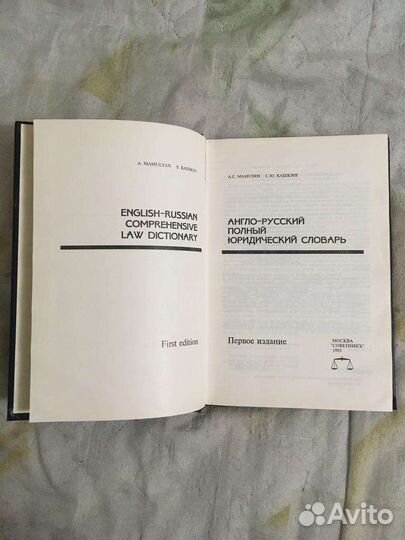 A. MAMULYAN S. KASHKIN
ENGLISH-RUSSIAN
COMPREHENSIVE
LAW DICTIONARY
First edition
А.С. МАМУЛЯН С.Ю. КАШКИН
АНГЛО-РУССКИЙ
ПОЛНЫЙ
ЮРИДИЧЕСКИЙ СЛОВАРЬ
Первое издание
МОСКВА
"СОВЕТНИКЪ"
1993
Avito